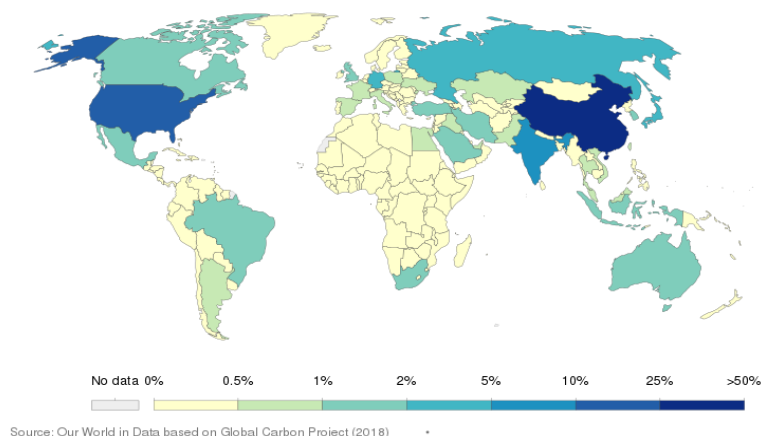 No data 0% 0.5% 1% 2% 5% 10% 25% >50%
Source: Our World in Data based on Global Carbon Project (2018) •